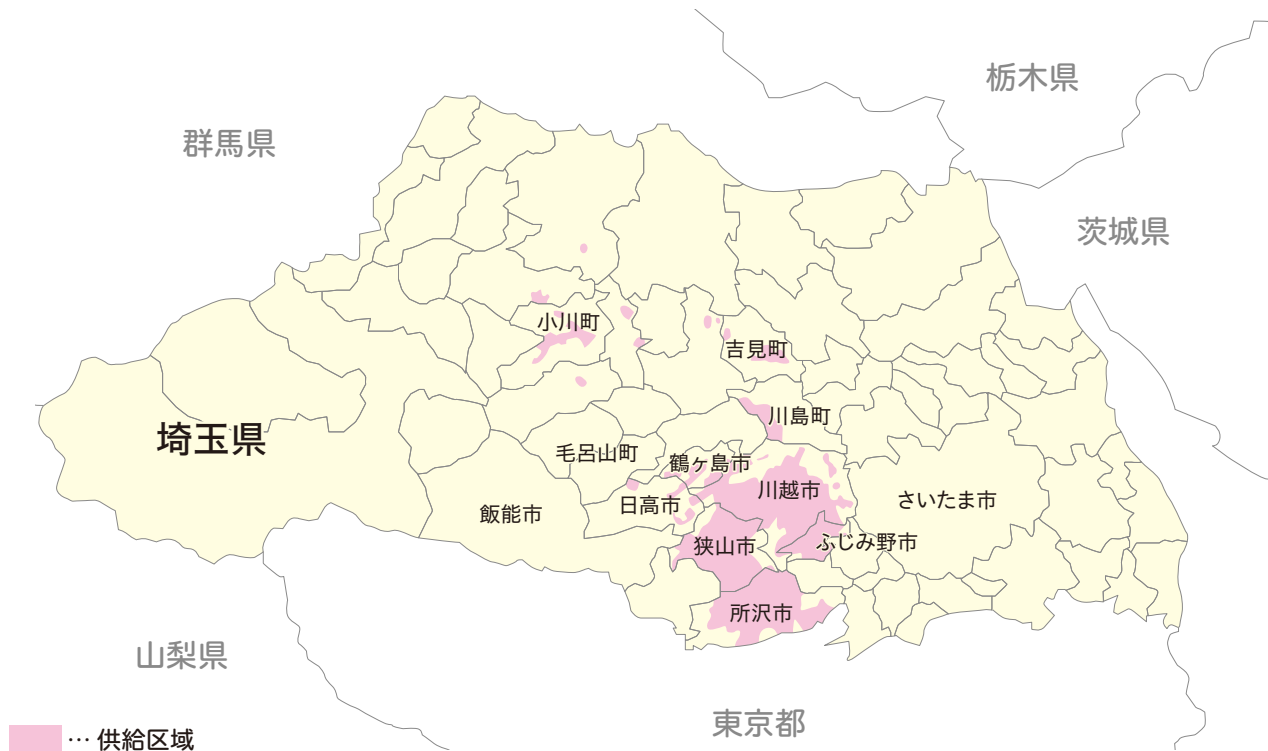 栃木県
群馬県
茨城県
小川町
吉見町
川島町
埼玉県
毛呂山町
鶴ヶ島市
川越市
さいたま市
日高市
飯能市
狭山市
ふじみ野市
所沢市
山梨県
東京都
… 供給区域